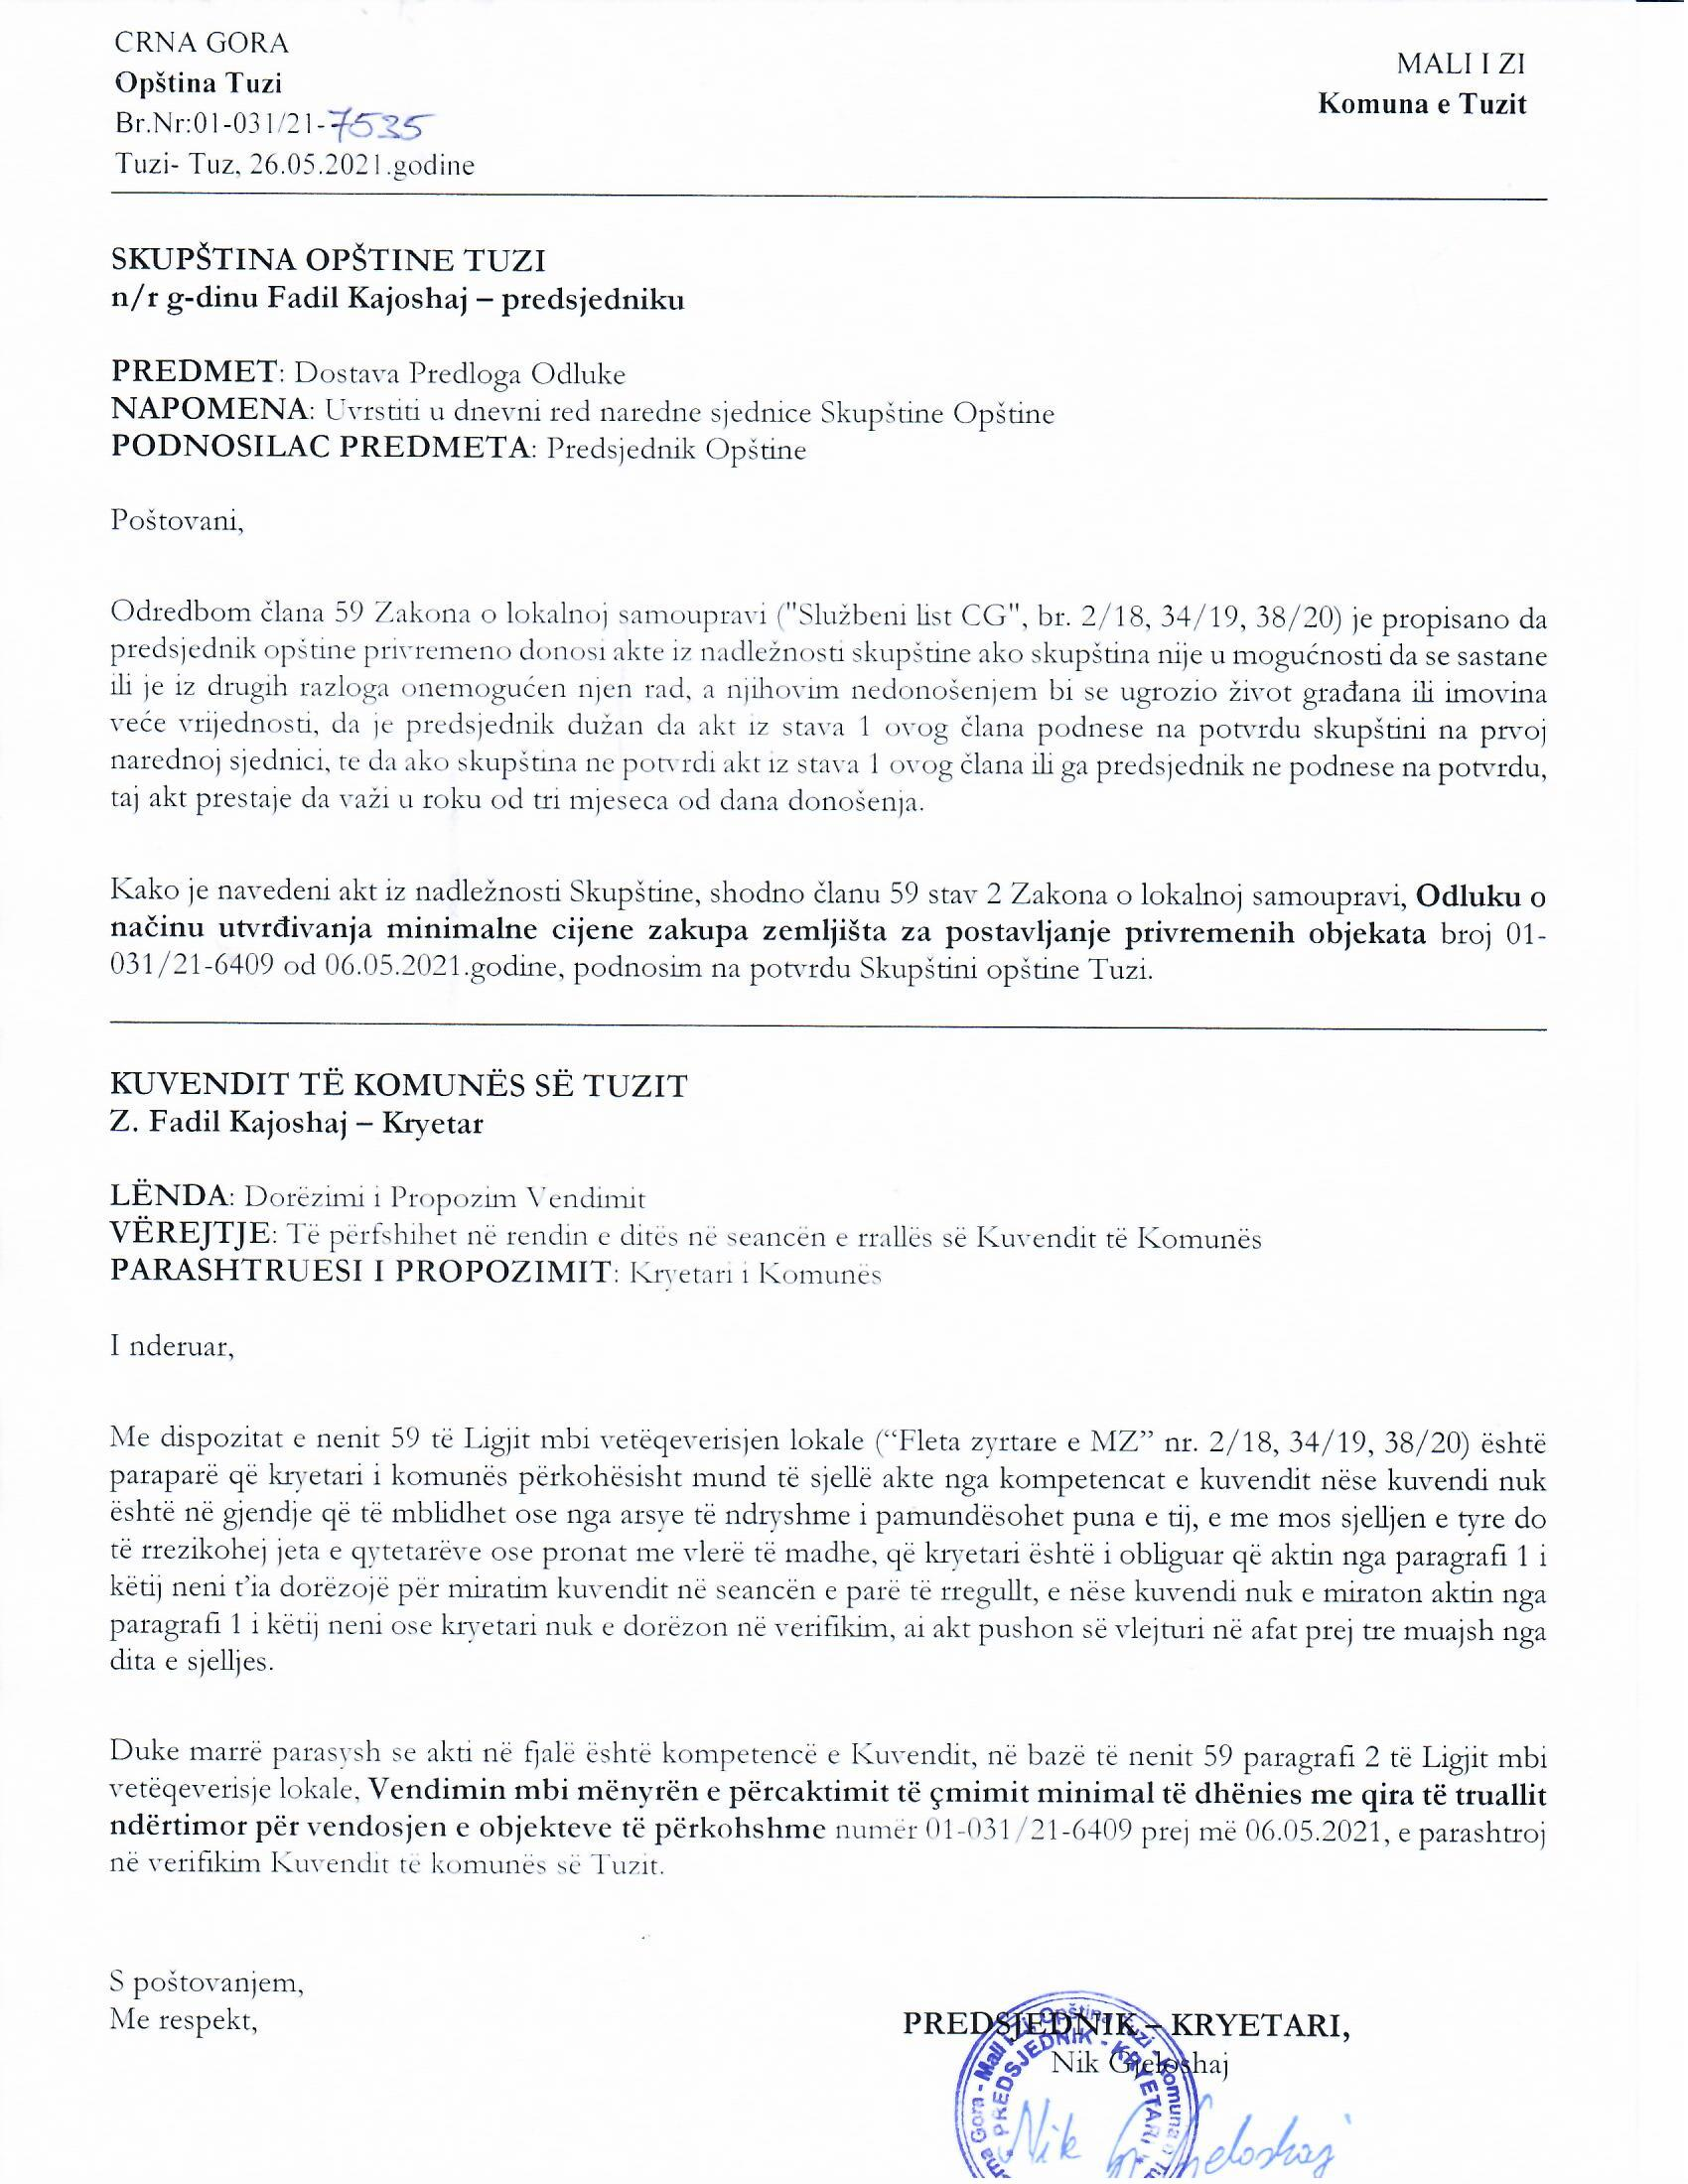 CRNA GORA
Opština Tuzi
Br.Nr:01-031/21-7535
Tuzi- Tuz, 26.05.2021.godine
MALI I ZI
Komuna e Tuzit
SKUPŠTINA OPŠTINE TUZI
n/r g-dinu Fadil Kajoshaj – predsjedniku
PREDMET: Dostava Predloga Odluke
NAPOMENA: Uvrstiti u dnevni red naredne sjednice Skupštine Opštine
PODNOSILAC PREDMETA: Predsjednik Opštine
Poštovani,
Odredbom člana 59 Zakona o lokalnoj samoupravi ("Službeni list CG", br. 2/18, 34/19, 38/20) je propisano da
predsjednik opštine privremeno donosi akte iz nadležnosti skupštine ako skupština nije u mogućnosti da se sastane
ili je iz drugih razloga onemogućen njen rad, a njihovim nedonošenjem bi se ugrozio život građana ili imovina
veće vrijednosti, da je predsjednik dužan da akt iz stava 1 ovog člana podnese na potvrdu skupštini na prvoj
narednoj sjednici, te da ako skupština ne potvrdi akt iz stava 1 ovog člana ili ga predsjednik ne podnese na potvrdu,
taj akt prestaje da važi u roku od tri mjeseca od dana donošenja.
Kako je navedeni akt iz nadležnosti Skupštine, shodno članu 59 stav 2 Zakona o lokalnoj samoupravi, Odluku o
načinu utvrđivanja minimalne cijene zakupa zemljišta za postavljanje privremenih objekata broj 01-
031/21-6409 od 06.05.2021.godine, podnosim na potvrdu Skupštini opštine Tuzi.
KUVENDIT TË KOMUNËS SË TUZIT
Z. Fadil Kajoshaj – Kryetar
LËNDA: Dorëzimi i Propozim Vendimit
VËREJTJE: Të përfshihet në rendin e ditës në seancën e rrallës së Kuvendit të Komunës
PARASHTRUESI I PROPOZIMIT: Kryetari i Komunës
I nderuar,
Me dispozitat e nenit 59 të Ligjit mbi vetëqeverisjen lokale (“Fleta zyrtare e MZ” nr. 2/18, 34/19, 38/20) është
paraparë që kryetari i komunës përkohësisht mund të sjellë akte nga kompetencat e kuvendit nëse kuvendi nuk
është në gjendje që të mblidhet ose nga arsye të ndryshme i pamundësohet puna e tij, e me mos sjelljen e tyre do
të rrezikohej jeta e qytetarëve ose pronat me vlerë të madhe, që kryetari është i obliguar që aktin nga paragrafi 1 i
këtij neni t’ia dorëzojë për miratim kuvendit në seancën e parë të rregullt, e nëse kuvendi nuk e miraton aktin nga
paragrafi 1 i këtij neni ose kryetari nuk e dorëzon në verifikim, ai akt pushon së vlejturi në afat prej tre muajsh nga
dita e sjelljes.
Duke marrë parasysh se akti në fjalë është kompetencë e Kuvendit, në bazë të nenit 59 paragrafi 2 të Ligjit mbi
vetëqeverisje lokale, Vendimin mbi mënyrën e përcaktimit të çmimit minimal të dhënies me qira të truallit
ndërtimor për vendosjen e objekteve të përkohshme numër 01-031/21-6409 prej më 06.05.2021, e parashtroj
në verifikim Kuvendit të komunës së Tuzit.
S poštovanjem,
Me respekt,
PREDSJEDNIK – KRYETARI,
Nik Gjeloshaj
Gora - Mali i Zi, Opština Tuzi - Komuna e
PREDSJEDNIK - KRYETARI
Nik Gjeloshaj